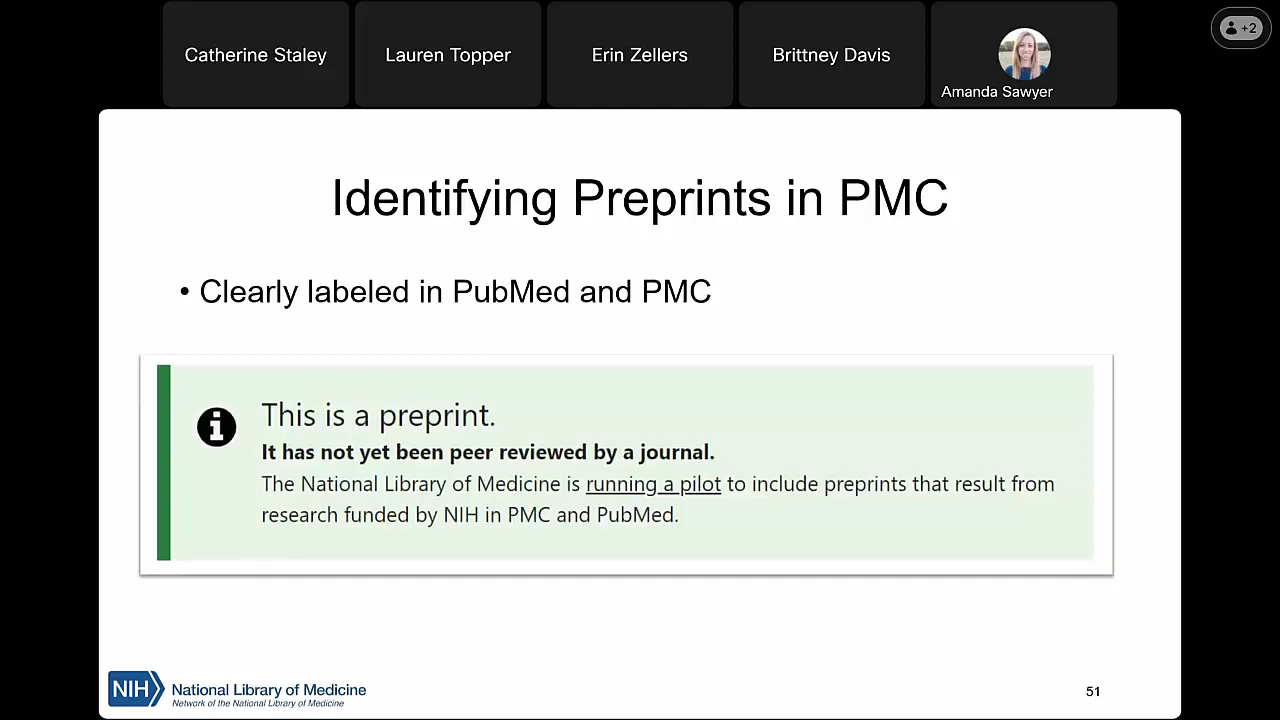 Catherine Staley
Lauren Topper
Erin Zellers
Brittney Davis
Amanda Sawyer
+2
Identifying Preprints in PMC
• Clearly labeled in PubMed and PMC
This is a preprint.
It has not yet been peer reviewed by a journal.
The National Library of Medicine is running a pilot to include preprints that result from
research funded by NIH in PMC and PubMed.
NIH National Library of Medicine
Network of the National Library of Medicine
51